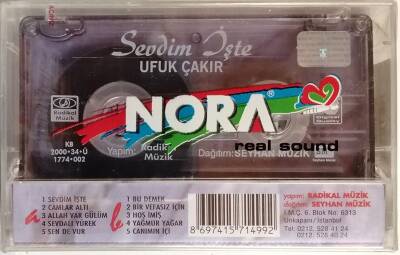 Sevdim İşte
UFUK ÇAKIR
Radikal
Müzik
KB
2000·34·Ü
1774·002
NORA®
real sound
Yapım: Radikal
Müzik
Dağıtım: SEYHAN MÜZİK
a
1 SEVDİM İŞTE
2 CAMLAR ALTI
3 ALLAH VAR GÜLÜM
4 SEVDALI YÜREK
5 SEN DE VUR
b
1 BU DEMEK
2 BİR VEFASIZ İÇİN
3 HOŞ İMİŞ
4 YAĞMUR YAĞAR
5 CANIMIN İÇİ
8 697415 714992
yapım: RADİKAL MÜZİK
dağıtım: SEYHAN MÜZİK
İ.M.Ç. 6. Blok No: 6313
Unkapanı/İstanbul
Tel: 0212. 528 41 24
0212. 528 40 24